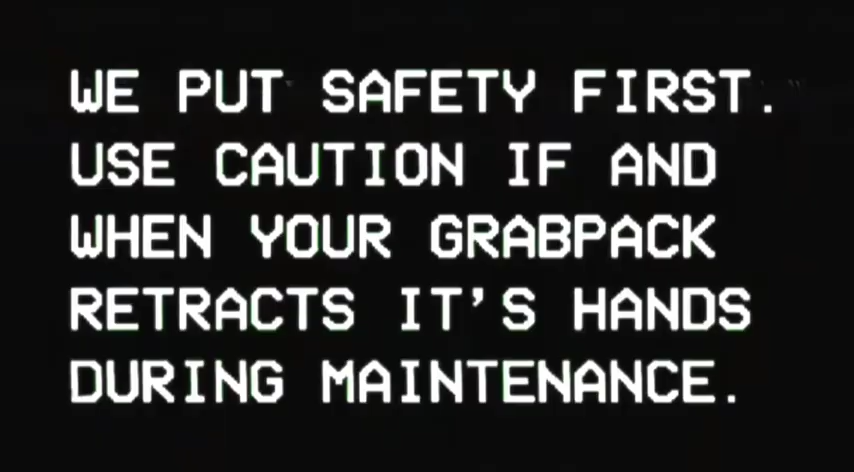 WE PUT SAFETY FIRST.
USE CAUTION IF AND
WHEN YOUR GRABPACK
RETRACTS IT'S HANDS
DURING MAINTENANCE.